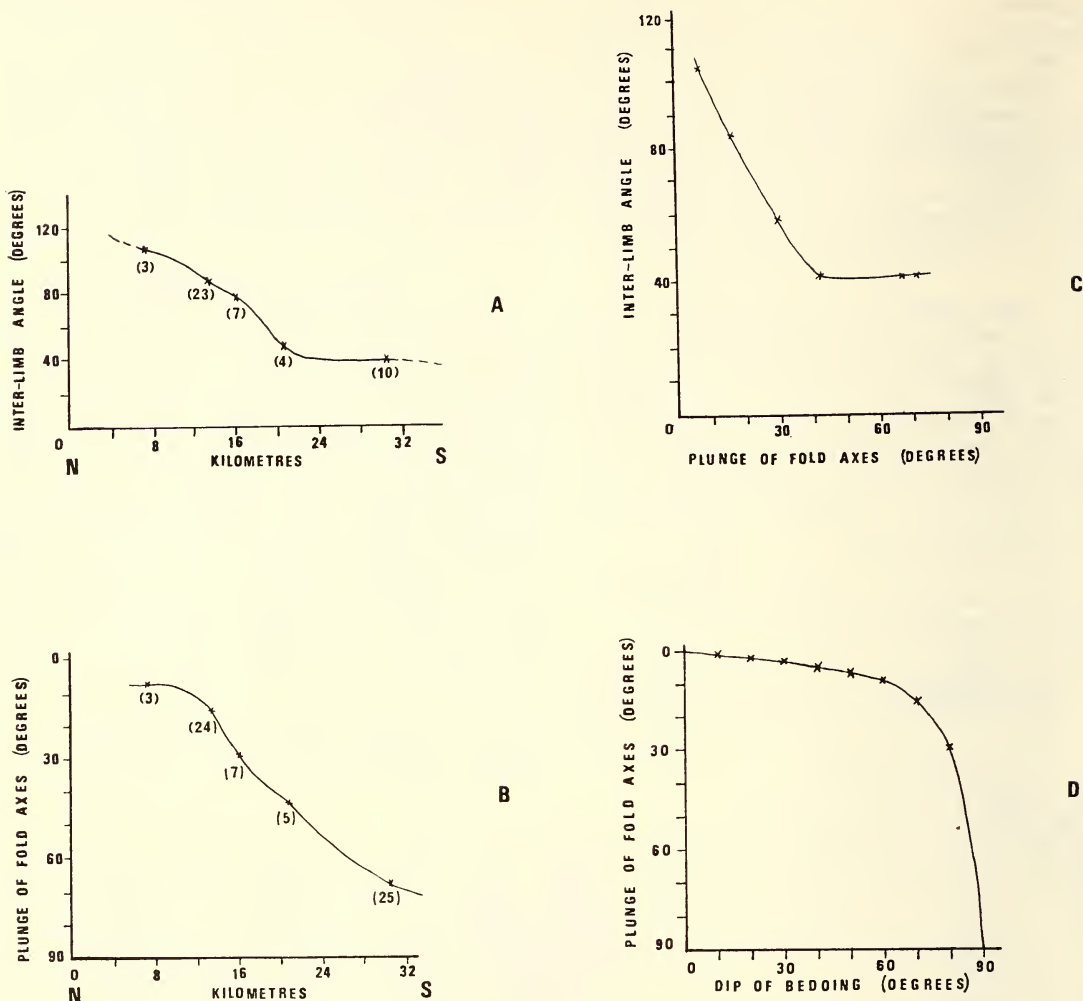 INTER-LIMB ANGLE (DEGREES)
120
80
40
(3)
(23)
(7)
(4)
(10)
A
0 8 16 24 32
N KILOMETRES S
INTER-LIMB ANGLE (DEGREES)
120
80
40
C
0 30 60 90
PLUNGE OF FOLD AXES (DEGREES)
PLUNGE OF FOLD AXES (DEGREES)
0
30
60
90
(3)
(24)
(7)
(5)
(25)
B
0 8 16 24 32
N KILOMETRES S
PLUNGE OF FOLD AXES (DEGREES)
0
30
60
90
D
0 30 60 90
DIP OF BEDDING (DEGREES)